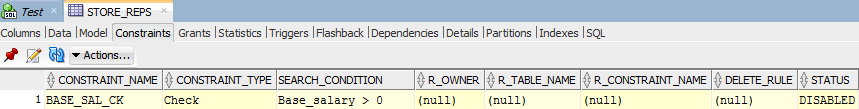 SQL Test STORE_REPS
Columns Data Model Constraints Grants Statistics Triggers Flashback Dependencies Details Partitions Indexes SQL
Actions...
CONSTRAINT_NAME CONSTRAINT_TYPE SEARCH_CONDITION R_OWNER R_TABLE_NAME R_CONSTRAINT_NAME DELETE_RULE STATUS
BASE_SAL_CK Check Base_salary > 0 (null) (null) (null) (null) DISABLED